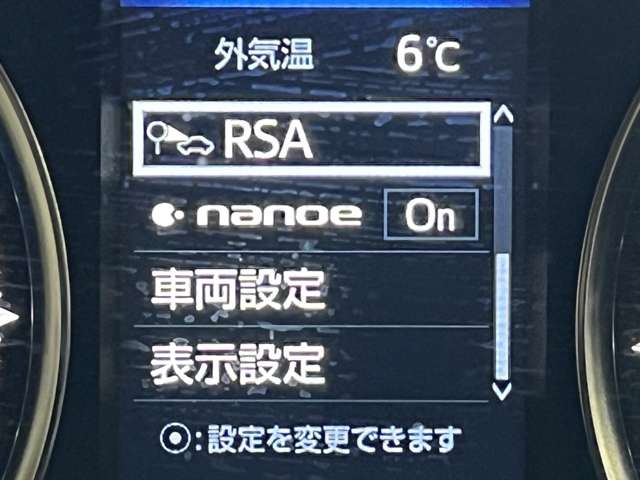 外気温 6℃
RSA
nanoe On
車両設定
表示設定
⦿:設定を変更できます